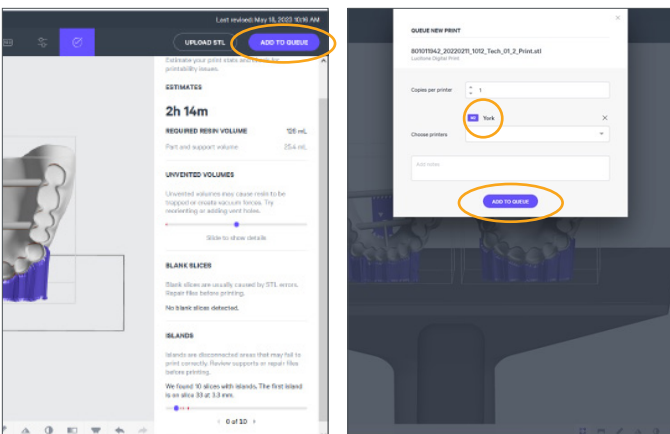 Last revised: May 18, 2022 10:16 AM
UPLOAD STL
ADD TO QUEUE
Estimate your print stats and check for
printability issues.
ESTIMATES
2h 14m
REQUIRED RESIN VOLUME 126 mL
Part and support volume 25.4 mL
UNVENTED VOLUMES
Unvented volumes may cause resin to be
trapped or create vacuum forces. Try
reorienting or adding vent holes.
Slide to show details
BLANK SLICES
Blank slices are usually caused by STL errors.
Repair files before printing.
No blank slices detected.
ISLANDS
Islands are disconnected areas that may fail to
print correctly. Review supports or repair files
before printing.
We found 10 slices with islands. The first island
is on slice 33 at 3.3 mm.
0 of 10
QUEUE NEW PRINT
801011942_20220211_1012_Tech_01_2_Print.stl
Lucitone Digital Print
Copies per printer 1
York
Choose printers
Add notes
ADD TO QUEUE